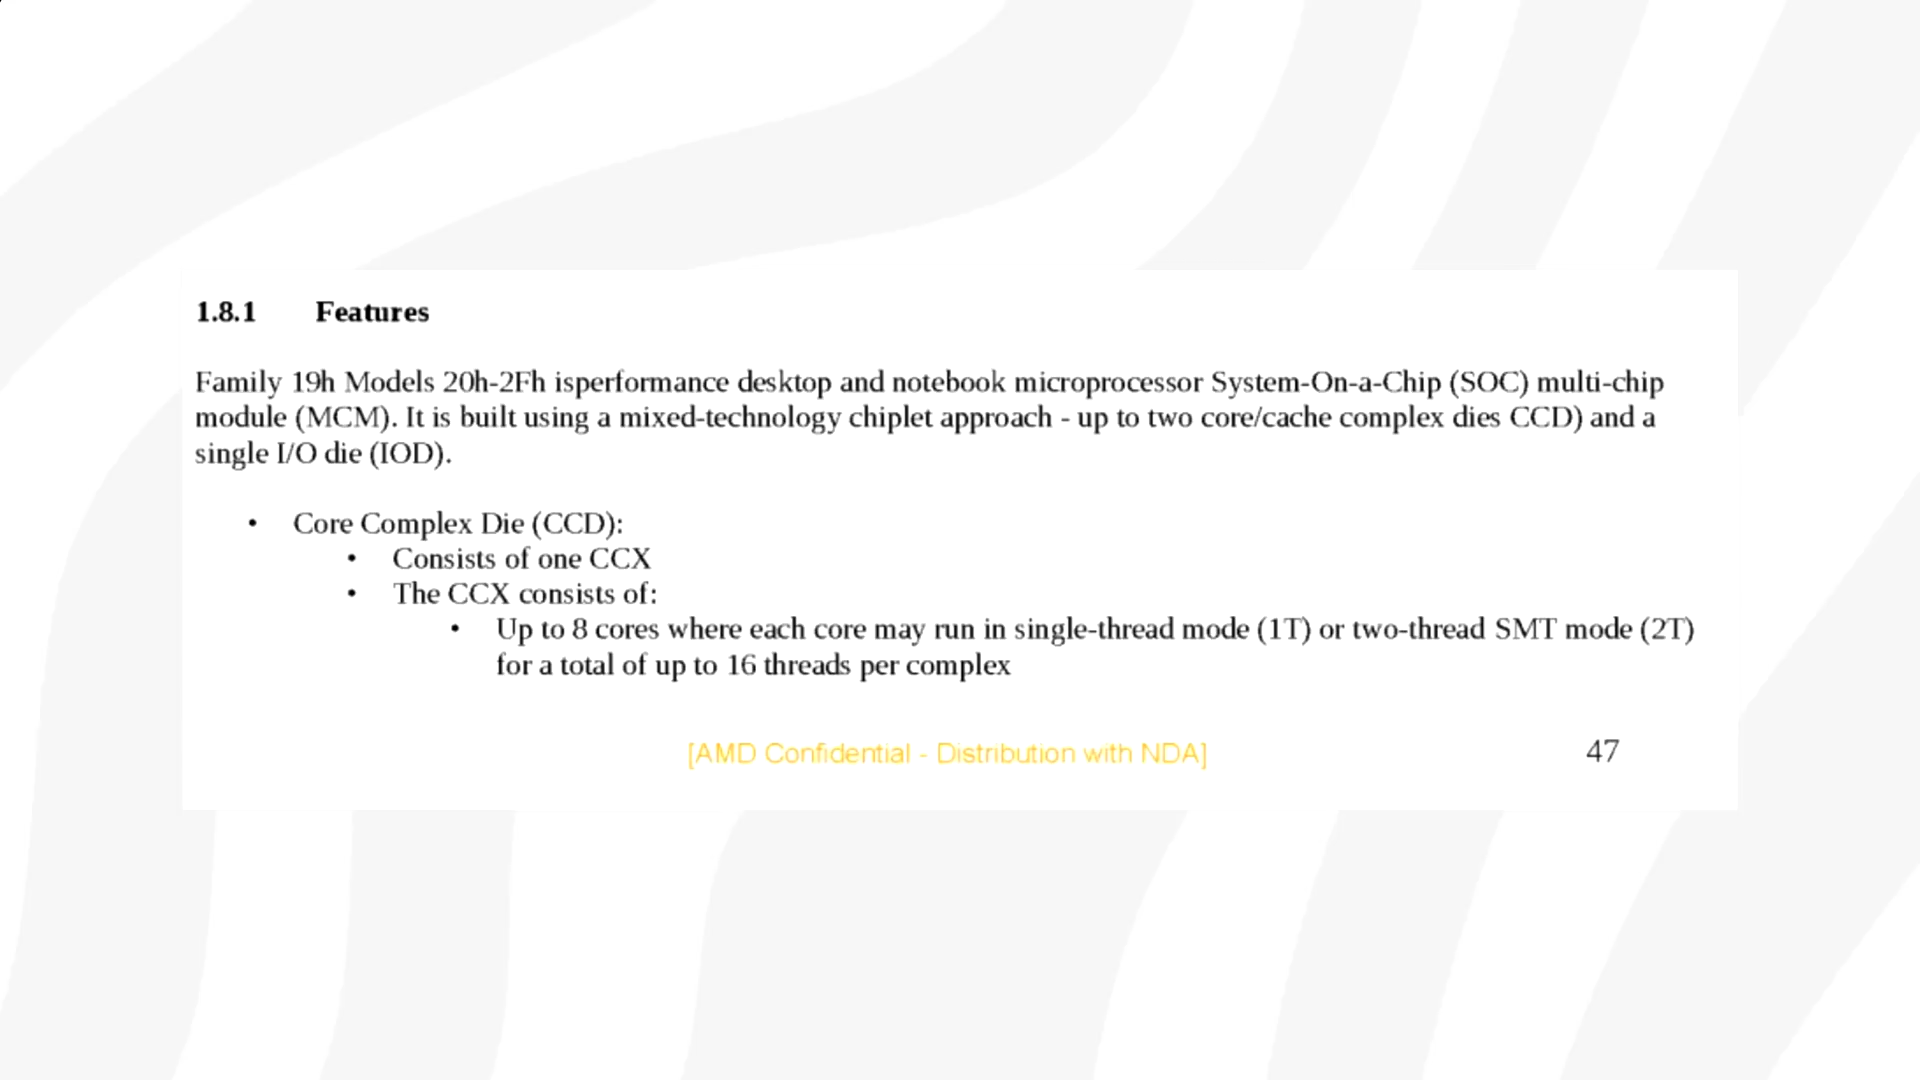 1.8.1 Features
Family 19h Models 20h-2Fh isperformance desktop and notebook microprocessor System-On-a-Chip (SOC) multi-chip
module (MCM). It is built using a mixed-technology chiplet approach - up to two core/cache complex dies CCD) and a
single I/O die (IOD).
• Core Complex Die (CCD):
• Consists of one CCX
• The CCX consists of:
• Up to 8 cores where each core may run in single-thread mode (1T) or two-thread SMT mode (2T)
for a total of up to 16 threads per complex
[AMD Confidential - Distribution with NDA] 47